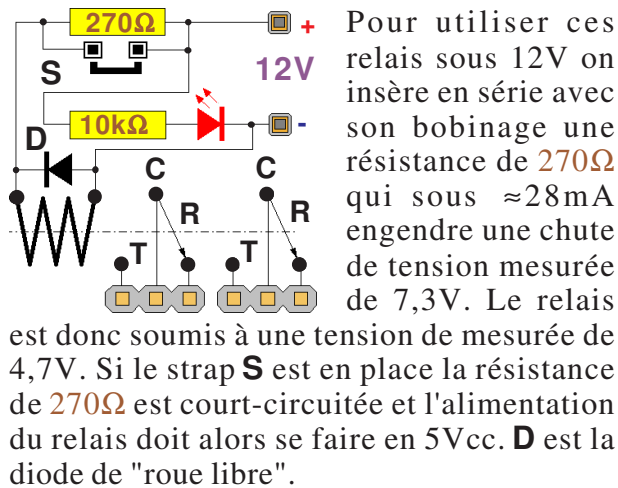 270Ω
+
S
12V
10kΩ
-
D
C
C
R
R
T
T
Pour utiliser ces
relais sous 12V on
insère en série avec
son bobinage une
résistance de 270Ω
qui sous ≈28mA
engendre une chute
de tension mesurée
de 7,3V. Le relais
est donc soumis à une tension de mesurée de
4,7V. Si le strap S est en place la résistance
de 270Ω est court-circuitée et l'alimentation
du relais doit alors se faire en 5Vcc. D est la
diode de "roue libre".